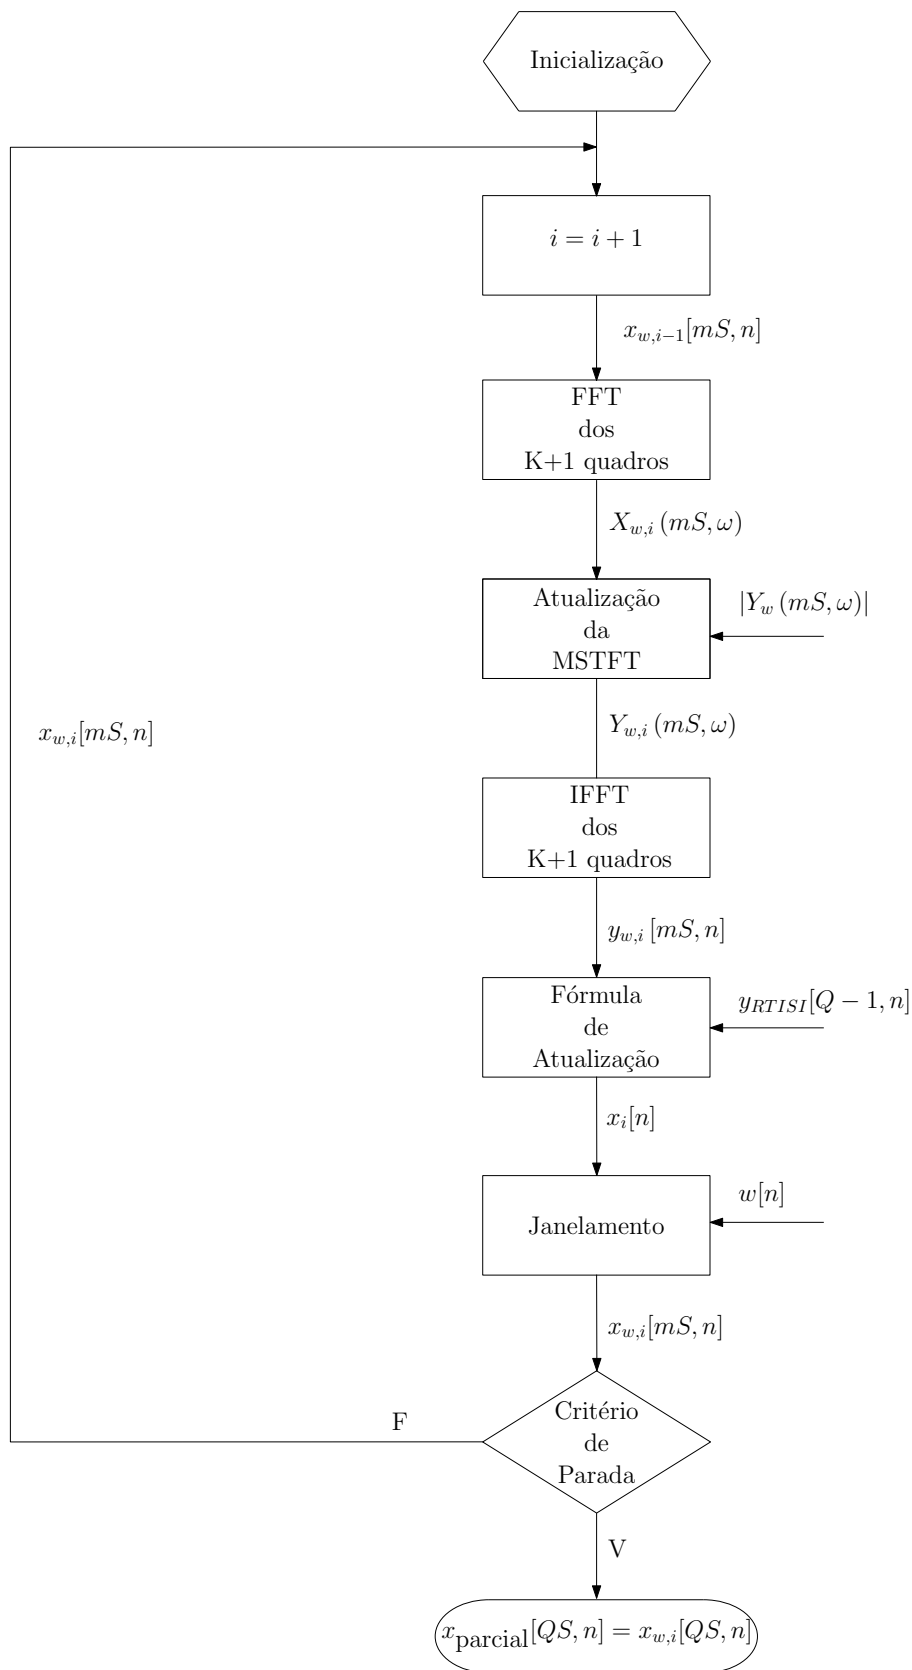 Inicialização
i = i + 1
x_{w,i−1}[mS, n]
FFT
dos
K+1 quadros
X_{w,i} (mS, ω)
Atualização
da
MSTFT
|Y_w (mS, ω)|
Y_{w,i} (mS, ω)
x_{w,i}[mS, n]
IFFT
dos
K+1 quadros
y_{w,i} [mS, n]
Fórmula
de
Atualização
y_{RTISI}[Q − 1, n]
x_i[n]
Janelamento
w[n]
x_{w,i}[mS, n]
Critério
de
Parada
F
V
x_{parcial}[QS, n] = x_{w,i}[QS, n]